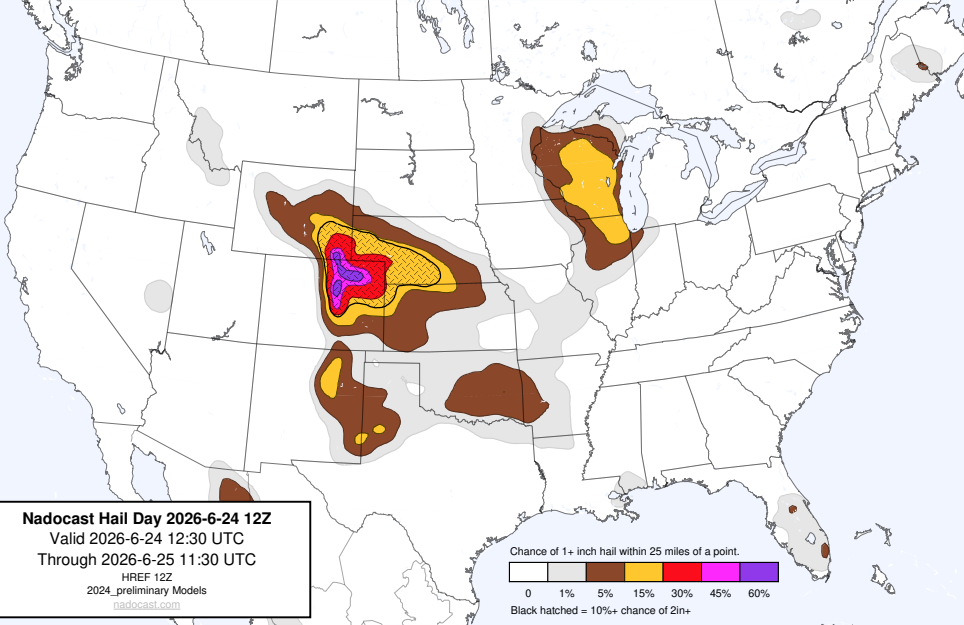 Nadocast Hail Day 2026-6-24 12Z
Valid 2026-6-24 12:30 UTC
Through 2026-6-25 11:30 UTC
HREF 12Z
2024_preliminary Models
nadocast.com
Chance of 1+ inch hail within 25 miles of a point.
0 1% 5% 15% 30% 45% 60%
Black hatched = 10%+ chance of 2in+